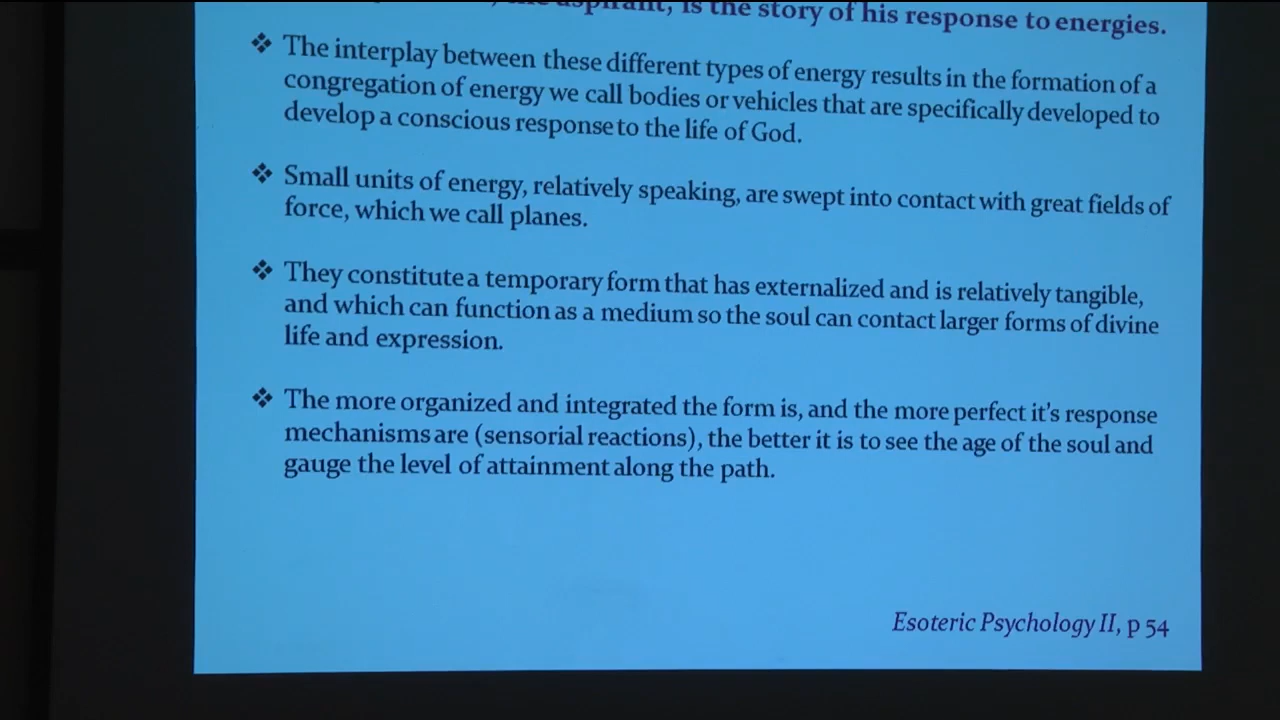 aspirant, is the story of his response to energies.
❖ The interplay between these different types of energy results in the formation of a
congregation of energy we call bodies or vehicles that are specifically developed to
develop a conscious response to the life of God.
❖ Small units of energy, relatively speaking, are swept into contact with great fields of
force, which we call planes.
❖ They constitute a temporary form that has externalized and is relatively tangible,
and which can function as a medium so the soul can contact larger forms of divine
life and expression.
❖ The more organized and integrated the form is, and the more perfect it's response
mechanisms are (sensorial reactions), the better it is to see the age of the soul and
gauge the level of attainment along the path.
Esoteric Psychology II, p 54